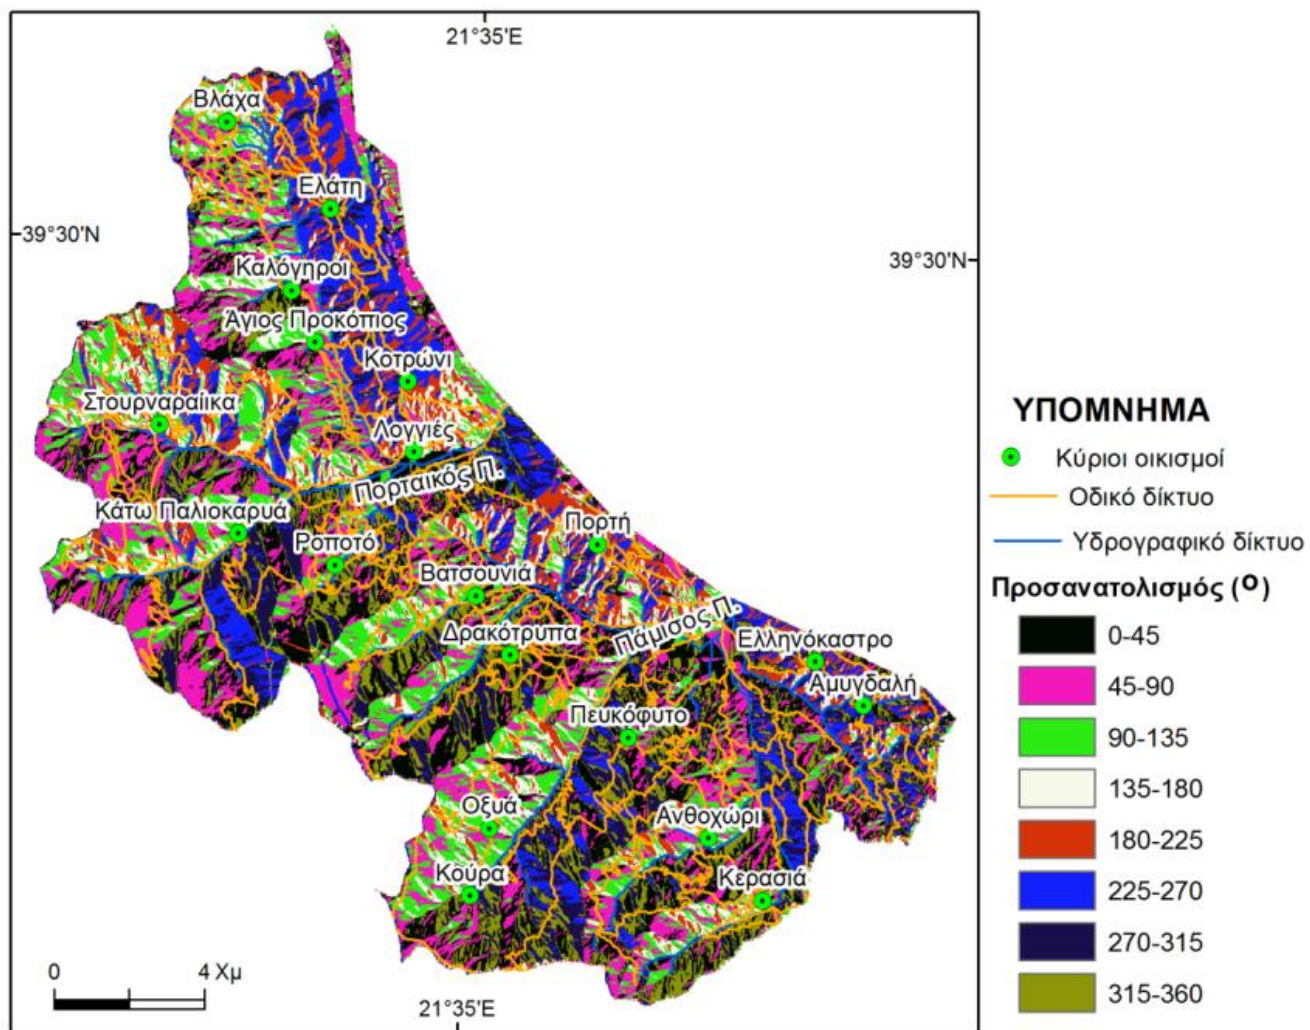 21°35'E
Βλάχα
Ελάτη
39°30'N
39°30'N
Καλόγηροι
Άγιος Προκόπιος
Κοτρώνι
Στουρναραίικα
Λογγιές
Πορταικός Π.
Κάτω Παλιοκαρυά
Ροποτό
Πορτή
Βατσουνιά
Πάμισος Π.
Δρακότρυπα
Ελληνόκαστρο
Αμυγδαλή
Πευκόφυτο
Οξυά
Ανθοχώρι
Κούρα
Κερασιά
0 4 Χμ
21°35'E
ΥΠΟΜΝΗΜΑ
Κύριοι οικισμοί
Οδικό δίκτυο
Υδρογραφικό δίκτυο
Προσανατολισμός (º)
0-45
45-90
90-135
135-180
180-225
225-270
270-315
315-360